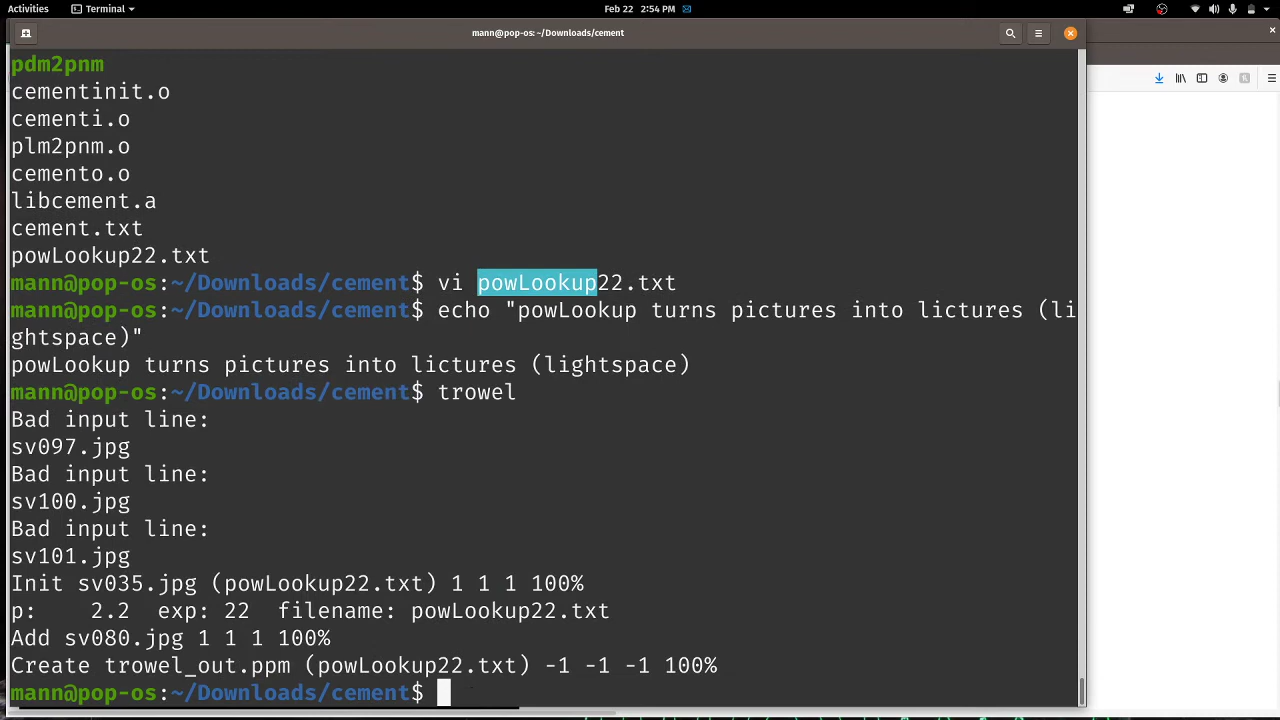 Activities
Terminal
Feb 22 2:54 PM
mann@pop-os: ~/Downloads/cement
pdm2pnm
cementinit.o
cementi.o
plm2pnm.o
cemento.o
libcement.a
cement.txt
powLookup22.txt
mann@pop-os:~/Downloads/cement$ vi powLookup22.txt
mann@pop-os:~/Downloads/cement$ echo "powLookup turns pictures into lictures (li
ghtspace)"
powLookup turns pictures into lictures (lightspace)
mann@pop-os:~/Downloads/cement$ trowel
Bad input line:
sv097.jpg
Bad input line:
sv100.jpg
Bad input line:
sv101.jpg
Init sv035.jpg (powLookup22.txt) 1 1 1 100%
p:    2.2  exp: 22  filename: powLookup22.txt
Add sv080.jpg 1 1 1 100%
Create trowel_out.ppm (powLookup22.txt) -1 -1 -1 100%
mann@pop-os:~/Downloads/cement$